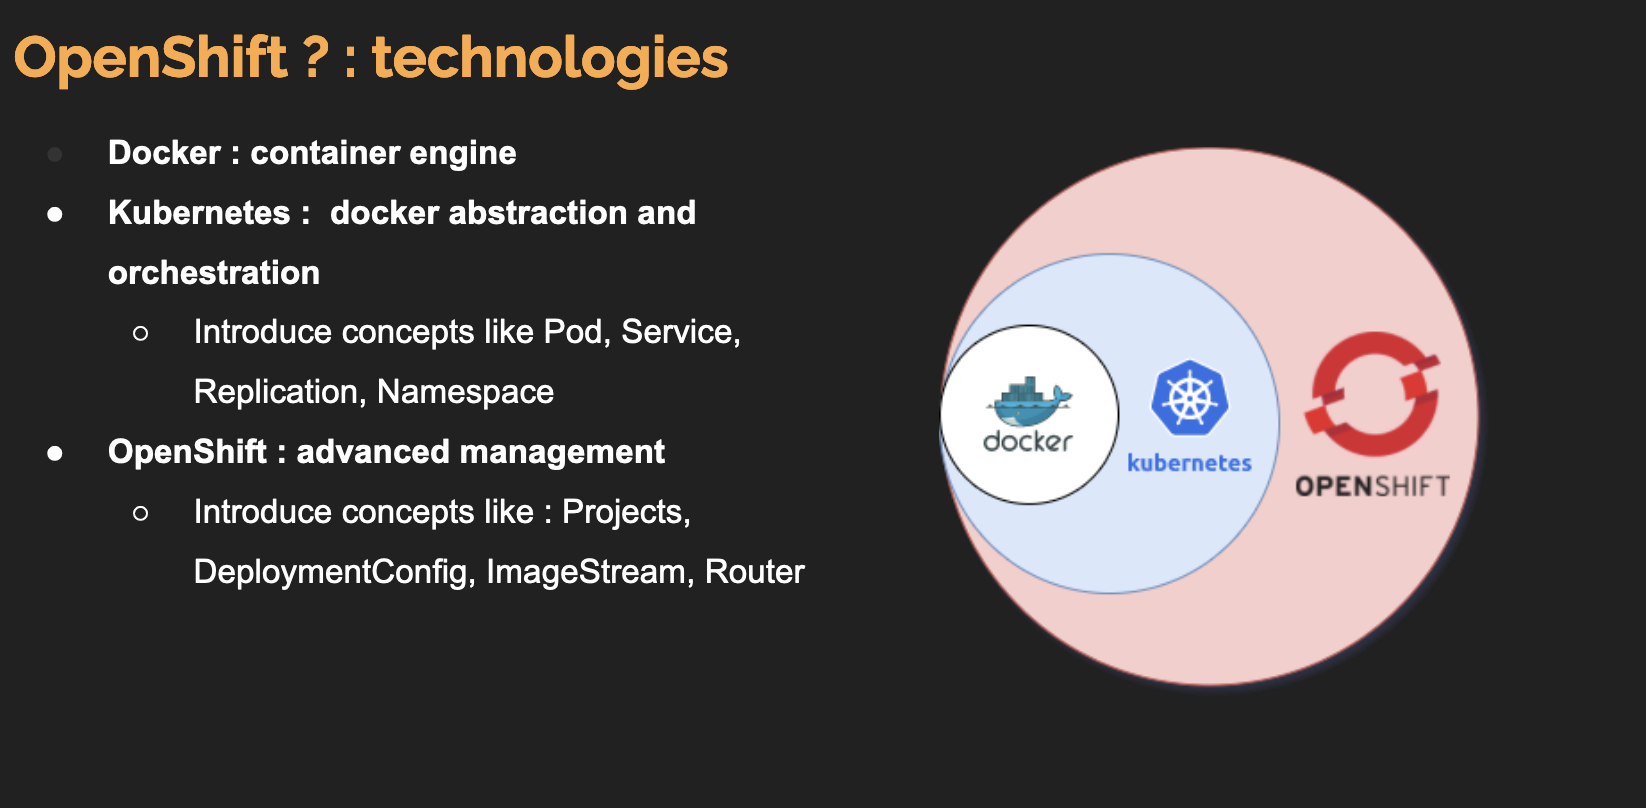 OpenShift ? : technologies
Docker : container engine
Kubernetes :  docker abstraction and
orchestration
Introduce concepts like Pod, Service,
Replication, Namespace
OpenShift : advanced management
Introduce concepts like : Projects,
DeploymentConfig, ImageStream, Router
docker
kubernetes
OPENSHIFT